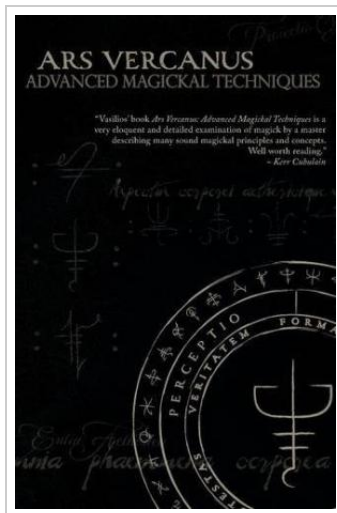 ARS VERCANUS
ADVANCED MAGICKAL TECHNIQUES
"Vasilios' book Ars Vercanus: Advanced Magickal Techniques is a
very eloquent and detailed examination of magick by a master
describing many sound magickal principles and concepts.
Well worth reading."
- Kerr Cuhulain
PERCEPTIO
VERITATEM FORMA